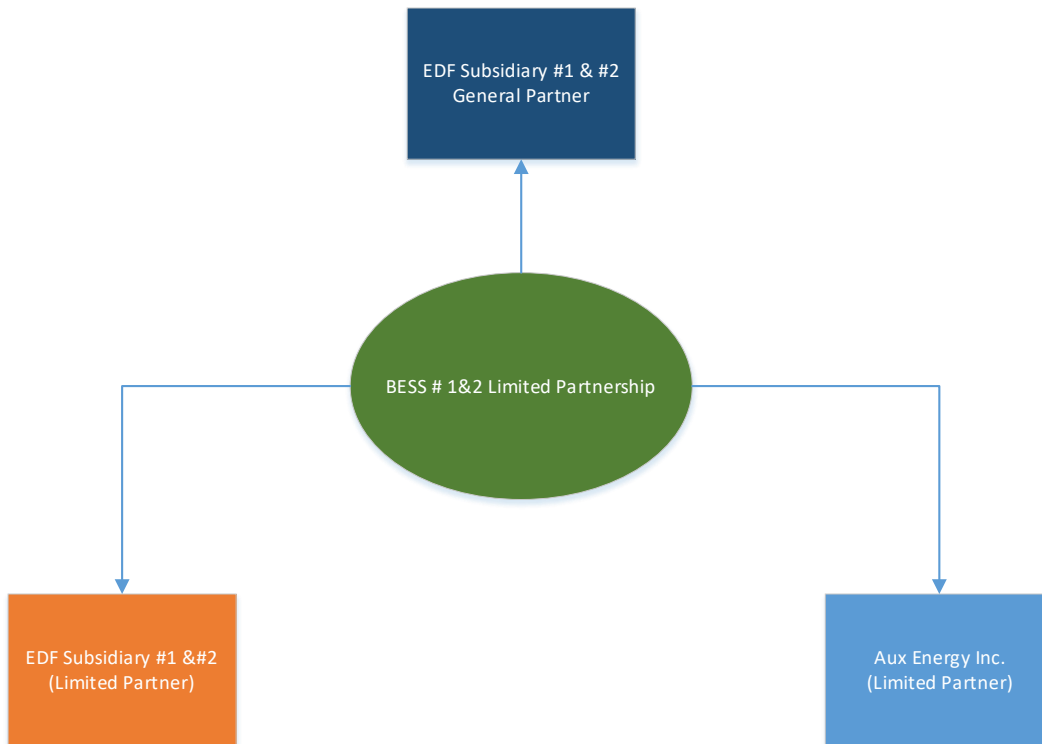 EDF Subsidiary #1 & #2
General Partner
BESS # 1&2 Limited Partnership
EDF Subsidiary #1 &#2
(Limited Partner)
Aux Energy Inc.
(Limited Partner)